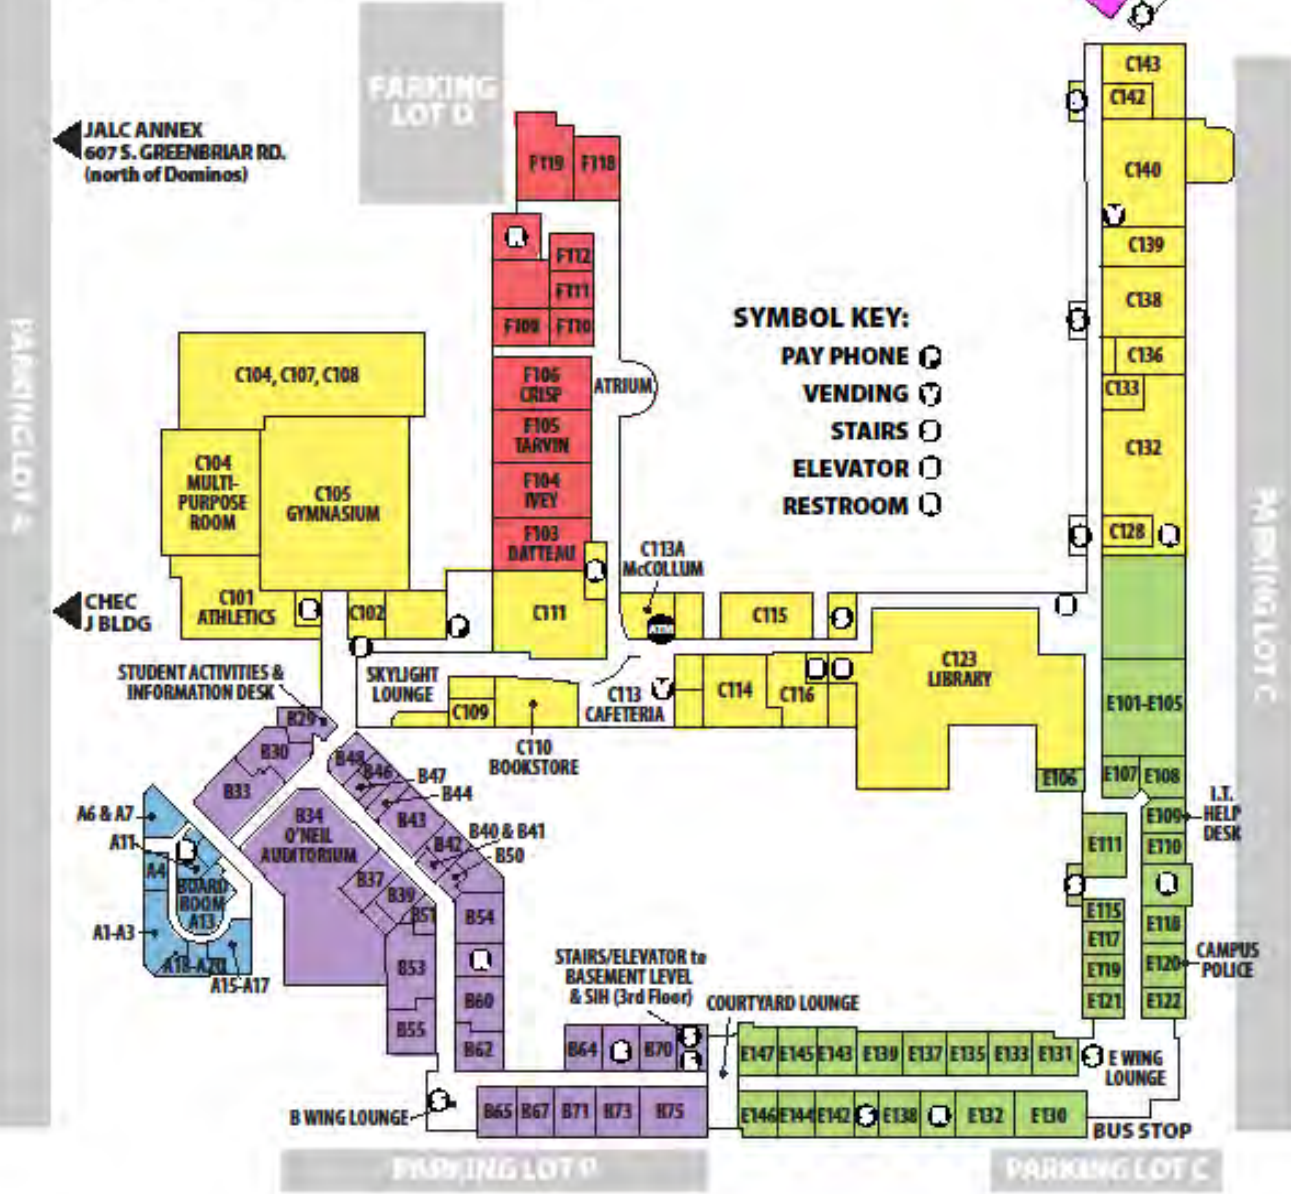 PARKING
LOT D
C143
C142
JALC ANNEX
607 S. GREENBRIAR RD.
(north of Dominos)
F119
F118
C140
F112
F111
F110
C139
C138
SYMBOL KEY:
PAY PHONE
VENDING
STAIRS
ELEVATOR
RESTROOM
C136
C133
C132
C128
PARKING LOT
C104, C107, C108
F106
CRISP
ATRIUM
F105
TARVIN
F104
IVEY
F103
DATTEAU
C104
MULTI-
PURPOSE
ROOM
C105
GYMNASIUM
C113A
McCOLLUM
PARKING LOT C
CHEC
J BLDG
C101
ATHLETICS
C102
C111
C115
STUDENT ACTIVITIES &
INFORMATION DESK
SKYLIGHT
LOUNGE
C109
C113
CAFETERIA
C114
C116
C123
LIBRARY
E101-E105
C110
BOOKSTORE
B29
B30
B33
B48
B46
B47
B44
B43
E106
E107
E108
I.T.
HELP
DESK
E109
E110
E111
A6 & A7
A11
A4
B34
O'NEIL
AUDITORIUM
B40 & B41
B42
B50
B37
B39
B51
BOARD
ROOM
A13
A1-A3
A18-A20
A15-A17
B54
B53
B60
B55
B62
E115
E117
E119
E121
E118
E120
E122
CAMPUS
POLICE
STAIRS/ELEVATOR to
BASEMENT LEVEL
& SIH (3rd Floor)
COURTYARD LOUNGE
B64
B70
E147
E145
E143
E139
E137
E135
E133
E131
E WING
LOUNGE
B WING LOUNGE
B65
B67
B71
B73
B75
E146
E144
E142
E138
E132
E130
BUS STOP
PARKING LOT
PARKING LOT C